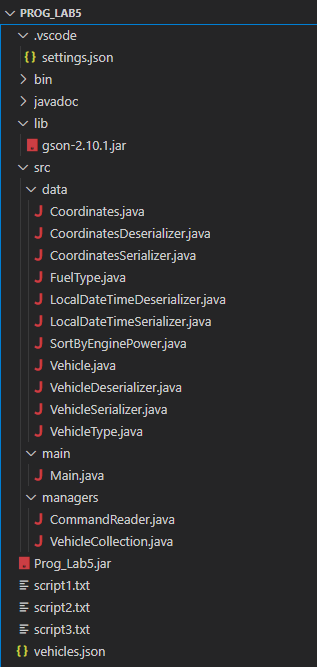 PROG_LAB5
.vscode
{} settings.json
bin
javadoc
lib
gson-2.10.1.jar
src
data
J Coordinates.java
J CoordinatesDeserializer.java
J CoordinatesSerializer.java
J FuelType.java
J LocalDateTimeDeserializer.java
J LocalDateTimeSerializer.java
J SortByEnginePower.java
J Vehicle.java
J VehicleDeserializer.java
J VehicleSerializer.java
J VehicleType.java
main
J Main.java
managers
J CommandReader.java
J VehicleCollection.java
Prog_Lab5.jar
script1.txt
script2.txt
script3.txt
{} vehicles.json